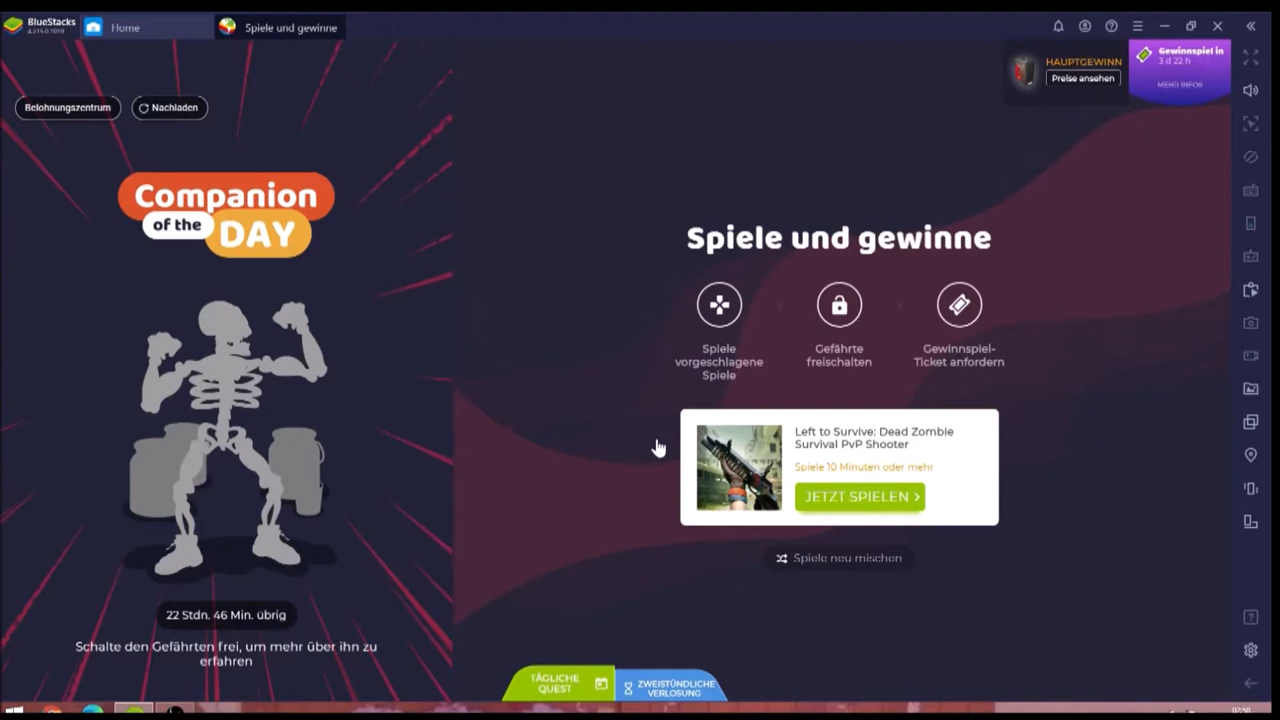 BlueStacks
Home
Spiele und gewinne
HAUPTGEWINN
Preise ansehen
Gewinnspiel in
3 d 22 h
MEHR INFOS
Belohnungszentrum
Nachladen
Companion
of the
DAY
22 Stdn. 46 Min. übrig
Schalte den Gefährten frei, um mehr über ihn zu
erfahren
Spiele und gewinne
Spiele
vorgeschlagene
Spiele
Gefährte
freischalten
Gewinnspiel-
Ticket anfordern
Left to Survive: Dead Zombie
Survival PvP Shooter
Spiele 10 Minuten oder mehr
JETZT SPIELEN >
Spiele neu mischen
TÄGLICHE
QUEST
ZWEISTÜNDLICHE
VERLOSUNG